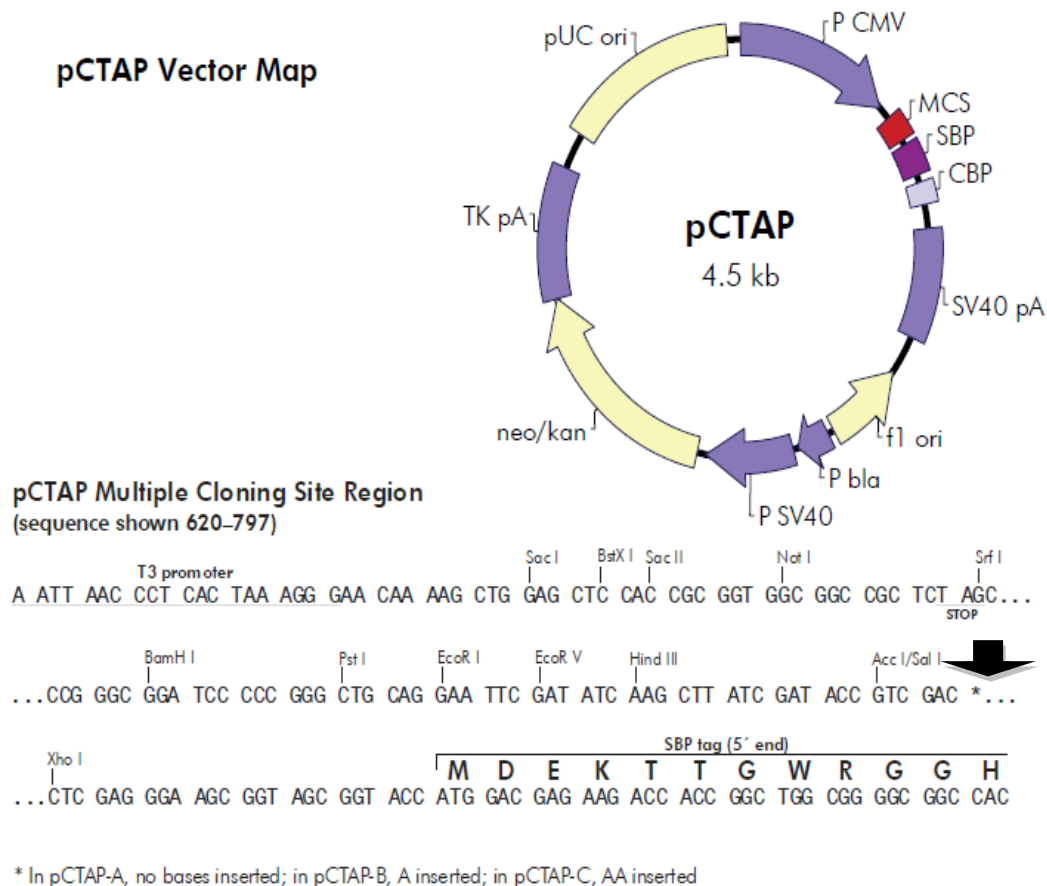 pCTAP Vector Map
P CMV
MCS
SBP
CBP
SV40 pA
f1 ori
P bla
P SV40
neo/kan
TK pA
pUC ori
pCTAP
4.5 kb
pCTAP Multiple Cloning Site Region
(sequence shown 620–797)
T3 promoter Sac I BstX I Sac II Not I Srf I
A ATT AAC CCT CAC TAA AGG GAA CAA AAG CTG GAG CTC CAC CGC GGT GGC GGC CGC TCT AGC...
STOP
BamH I Pst I EcoR I EcoR V Hind III Acc I/Sal I
...CCG GGC GGA TCC CCC GGG CTG CAG GAA TTC GAT ATC AAG CTT ATC GAT ACC GTC GAC *...
Xho I SBP tag (5´ end)
M D E K T T G W R G G H
...CTC GAG GGA AGC GGT AGC GGT ACC ATG GAC GAG AAG ACC ACC GGC TGG CGG GGC GGC CAC
* In pCTAP-A, no bases inserted; in pCTAP-B, A inserted; in pCTAP-C, AA inserted